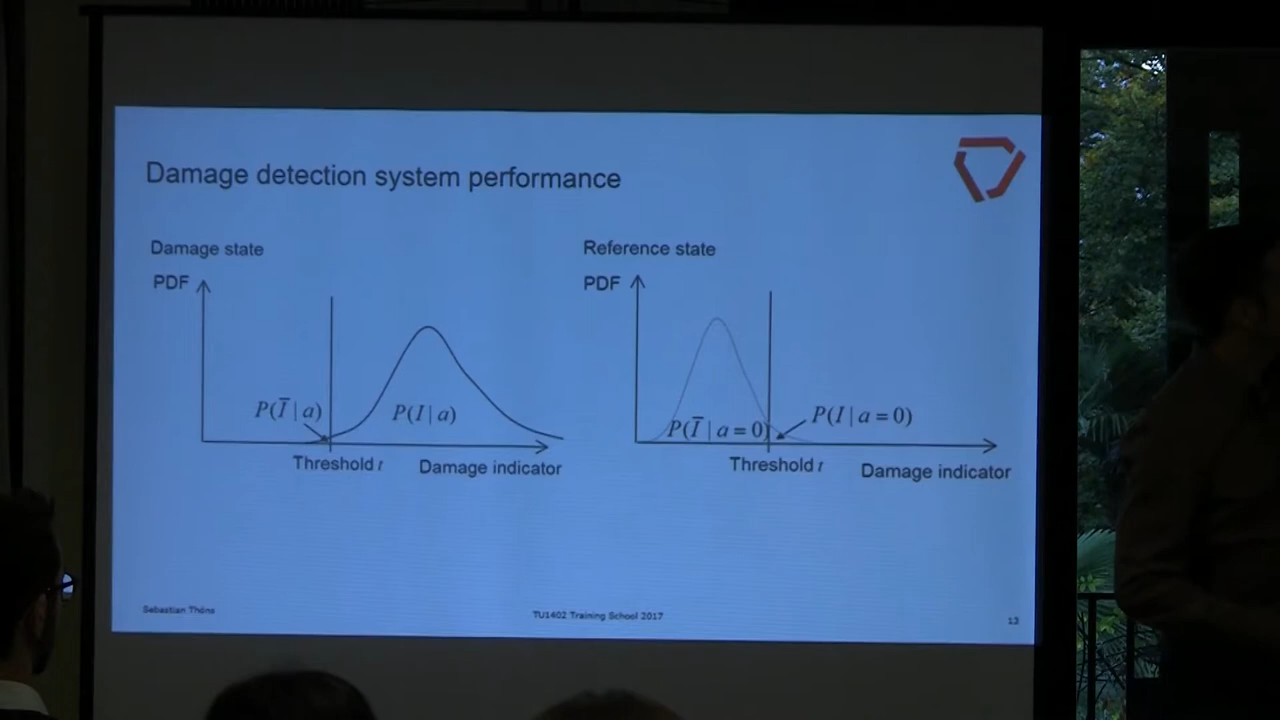 Damage detection system performance
Damage state
PDF
P(Ī | a)
P(I | a)
Threshold t
Damage indicator
Reference state
PDF
P(Ī | a = 0)
P(I | a = 0)
Threshold t
Damage indicator
Sebastian Thöns
TU1402 Training School 2017
13